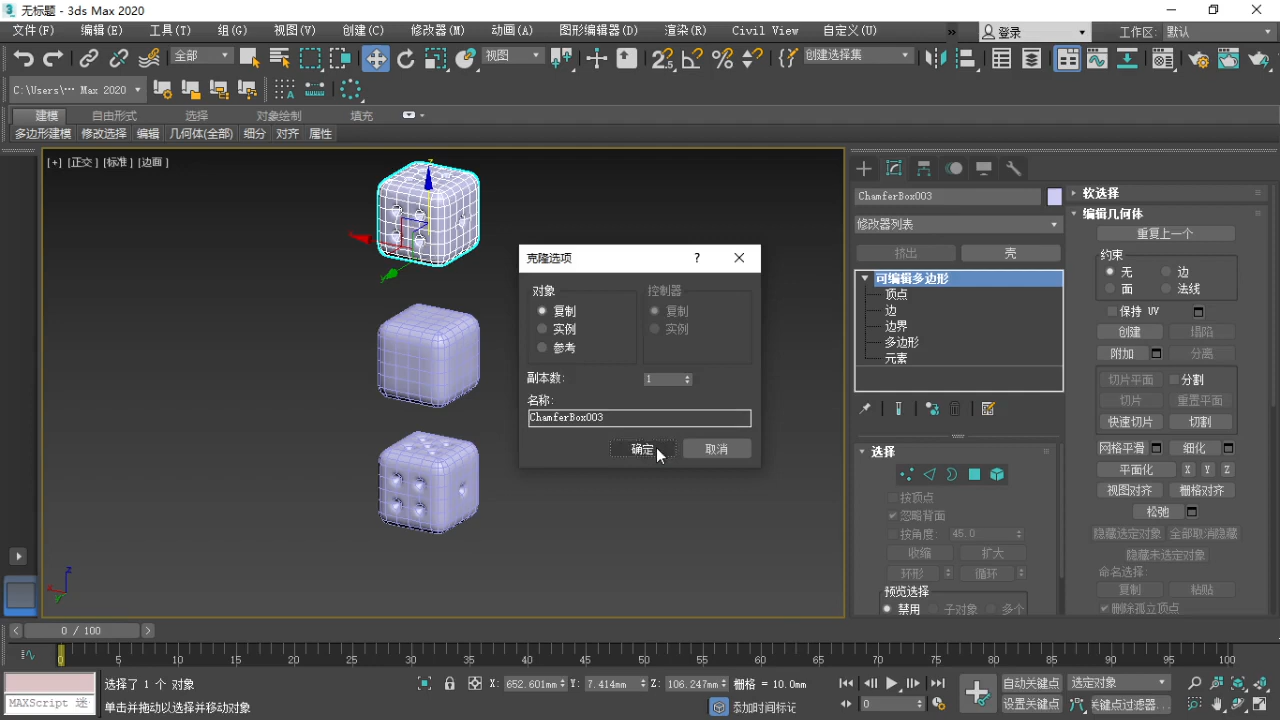 无标题 - 3ds Max 2020
文件(F) 编辑(E) 工具(T) 组(G) 视图(V) 创建(C) 修改器(M) 动画(A) 图形编辑器(D) 渲染(R) Civil View 自定义(U) » 登录 工作区: 默认
全部 视图 创建选择集
C:\Users\··· Max 2020
建模 自由形式 选择 对象绘制 填充
多边形建模 修改选择 编辑 几何体(全部) 细分 对齐 属性
[+] [正交] [标准] [边面]
克隆选项 ?
对象 控制器
复制 复制
实例 实例
参考
副本数: 1
名称:
ChamferBox003
确定 取消
ChamferBox003
修改器列表
挤出 壳
可编辑多边形
顶点
边
边界
多边形
元素
选择
按顶点
忽略背面
按角度: 45.0
收缩 扩大
环形 循环
预览选择
禁用 子对象 多个
软选择
编辑几何体
重复上一个
约束
无 边
面 法线
保持 UV
创建 塌陷
附加 分离
切片平面 分割
切片 重置平面
快速切片 切割
网格平滑 细化
平面化 X Y Z
视图对齐 栅格对齐
松弛
隐藏选定对象 全部取消隐藏
隐藏未选定对象
命名选择:
复制 粘贴
删除孤立顶点
z
x
y
0 / 100
0 5 10 15 20 25 30 35 40 45 50 55 60 65 70 75 80 85 90 95 100
选择了 1 个 对象 X: 652.601mm Y: 7.414mm Z: 106.247mm 栅格 = 10.0mm 自动关键点 选定对象
MAXScript 迷 单击并拖动以选择并移动对象 添加时间标记 0 设置关键点 关键点过滤器...